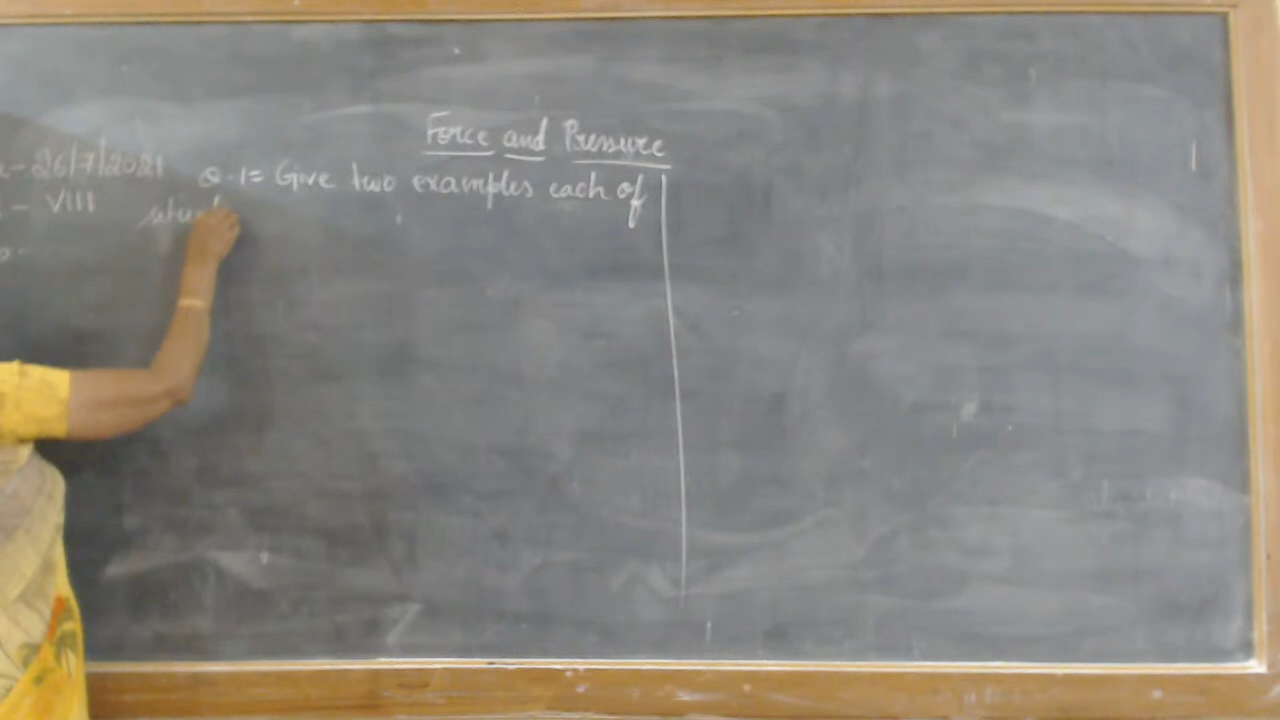 Force and Pressure
26/7/2021
Q.1= Give two examples each of
- VIII